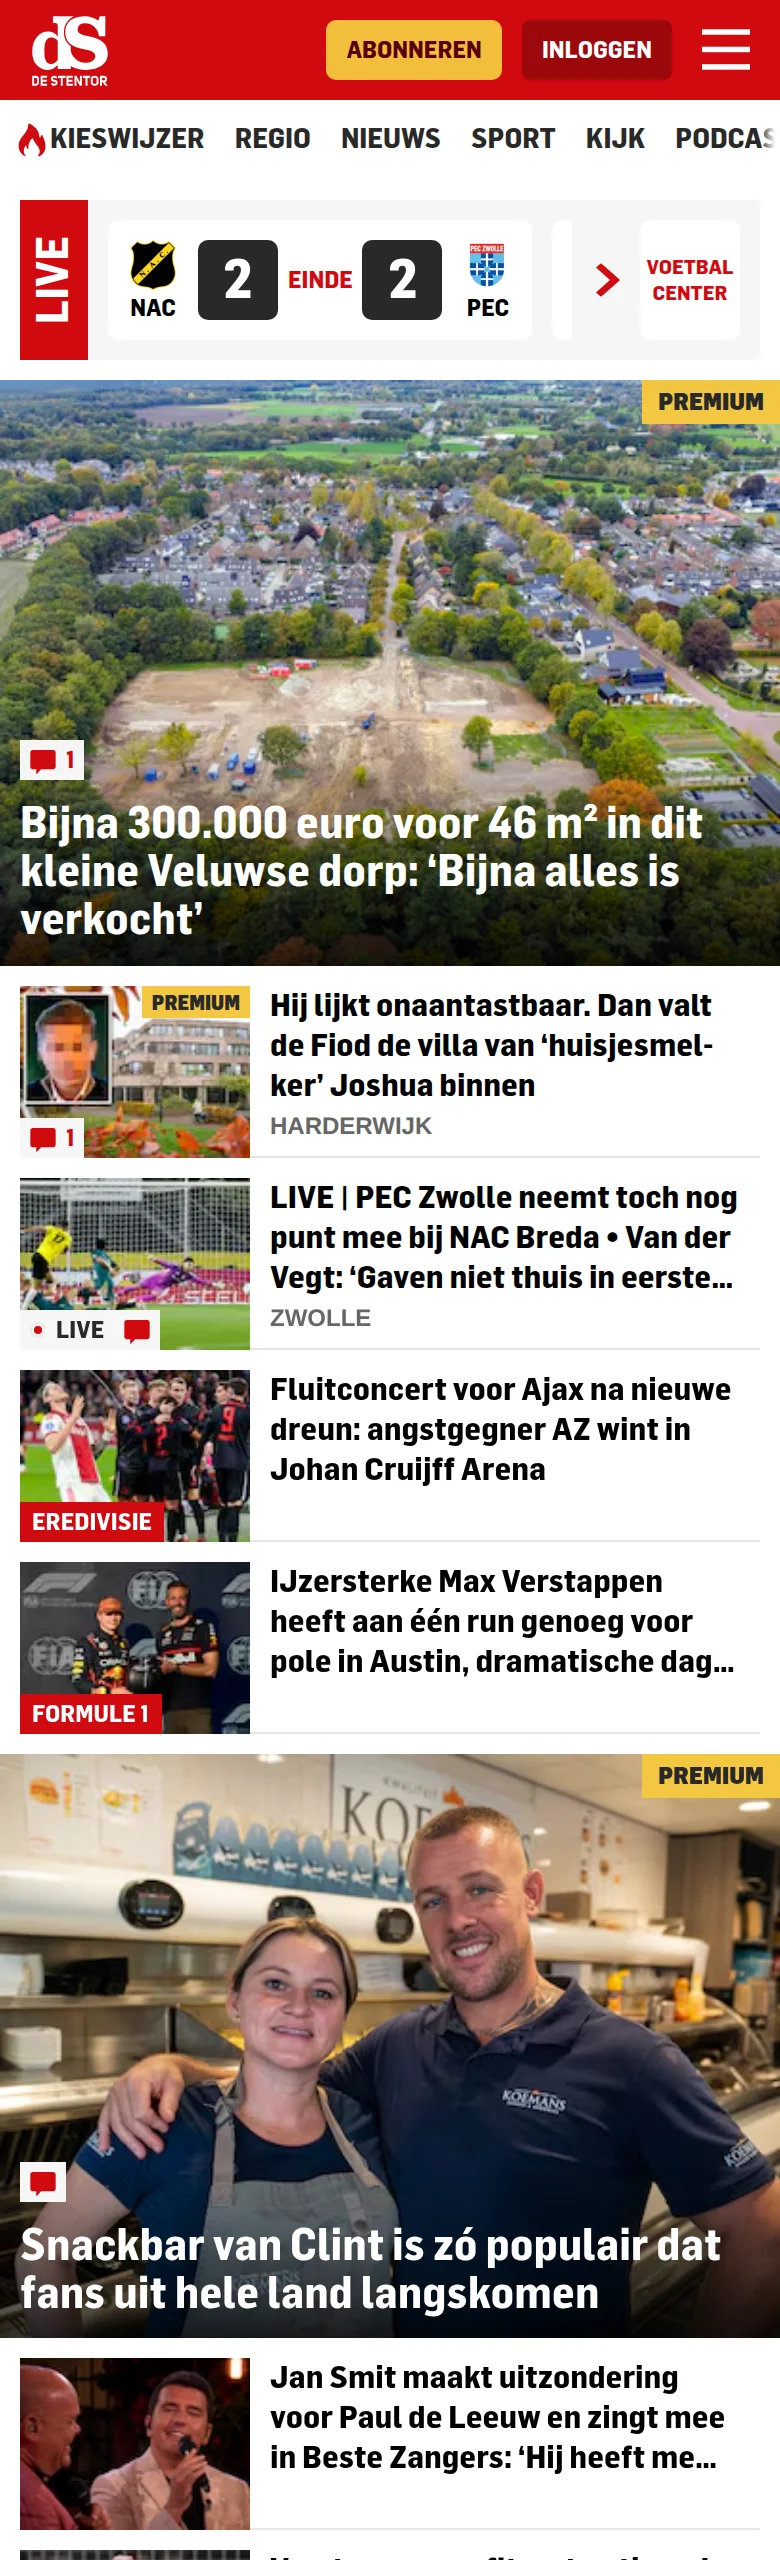 dS
DE STENTOR
ABONNEREN
INLOGGEN
KIESWIJZER REGIO NIEUWS SPORT KIJK PODCAS
LIVE
NAC
2
EINDE
2
PEC ZWOLLE
PEC
VOETBAL
CENTER
PREMIUM
1
Bijna 300.000 euro voor 46 m² in dit
kleine Veluwse dorp: ‘Bijna alles is
verkocht’
PREMIUM
1
Hij lijkt onaantastbaar. Dan valt
de Fiod de villa van ‘huisjesmel-
ker’ Joshua binnen
HARDERWIJK
LIVE
LIVE | PEC Zwolle neemt toch nog
punt mee bij NAC Breda • Van der
Vegt: ‘Gaven niet thuis in eerste...
ZWOLLE
EREDIVISIE
Fluitconcert voor Ajax na nieuwe
dreun: angstgegner AZ wint in
Johan Cruijff Arena
FORMULE 1
IJzersterke Max Verstappen
heeft aan één run genoeg voor
pole in Austin, dramatische dag...
PREMIUM
KWALITEIT
KOEMANS
Snackbar van Clint is zó populair dat
fans uit hele land langskomen
Jan Smit maakt uitzondering
voor Paul de Leeuw en zingt mee
in Beste Zangers: ‘Hij heeft me...